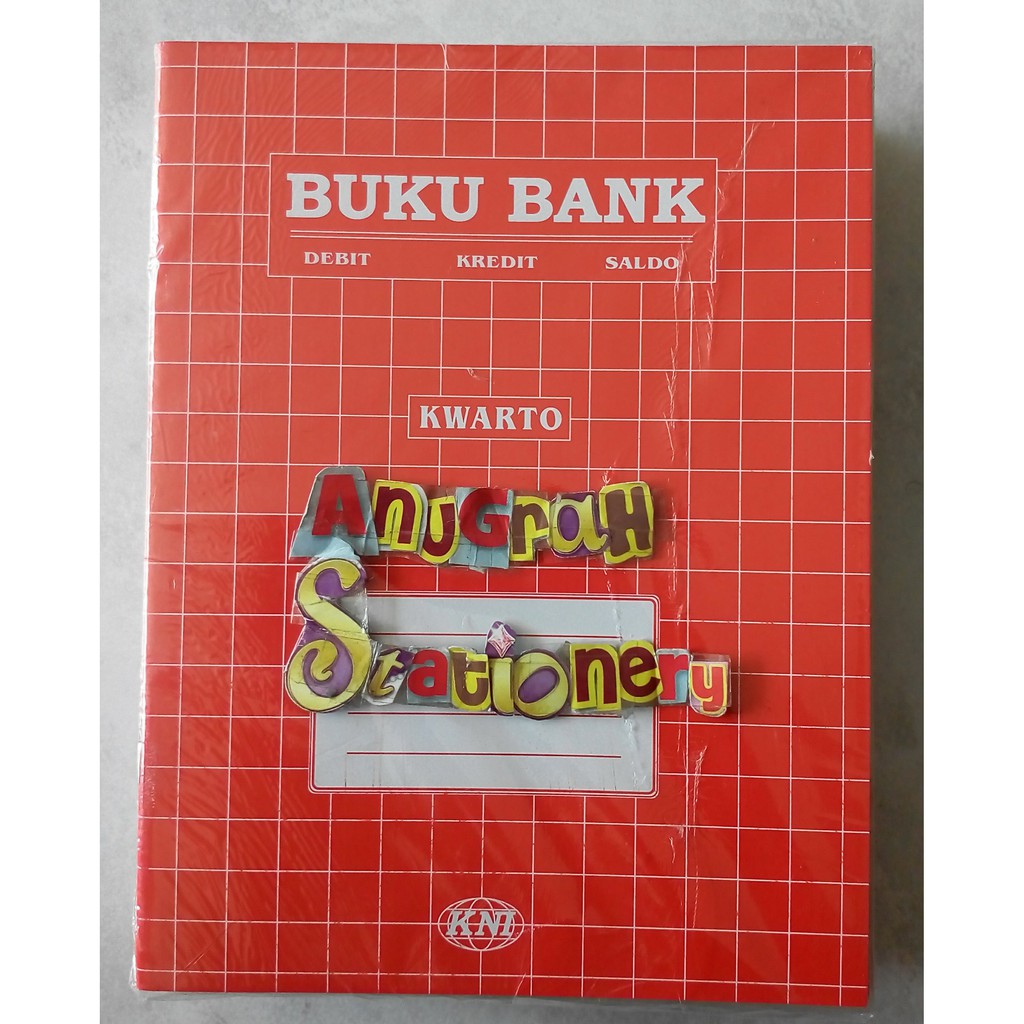 BUKU BANK
DEBIT KREDIT SALDO
KWARTO
AnuGraH
Stationery
KNI